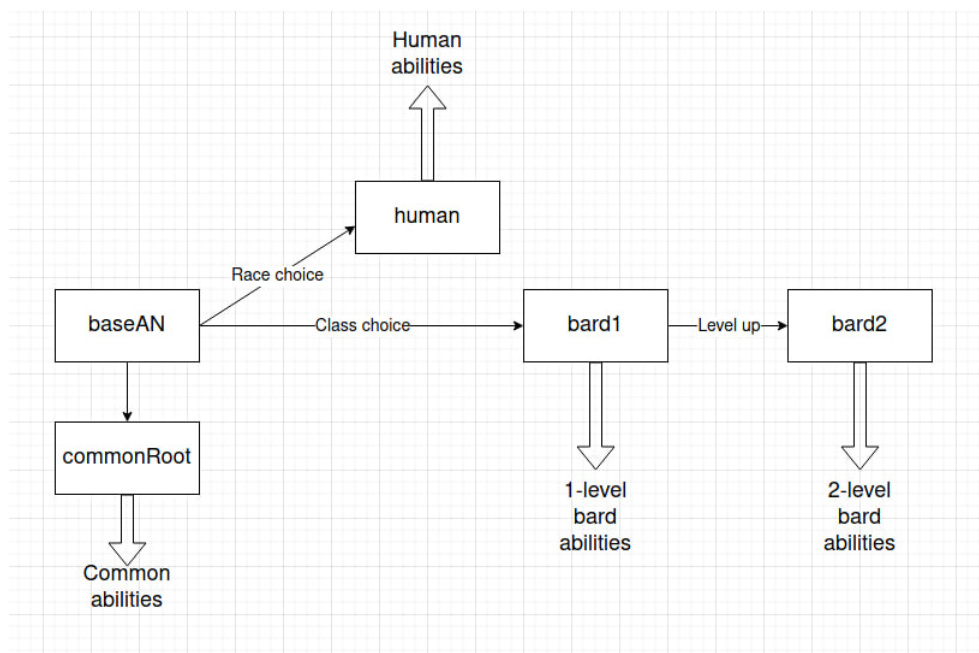 Human
abilities
human
Race choice
baseAN
Class choice
bard1
Level up
bard2
commonRoot
1-level
bard
abilities
2-level
bard
abilities
Common
abilities